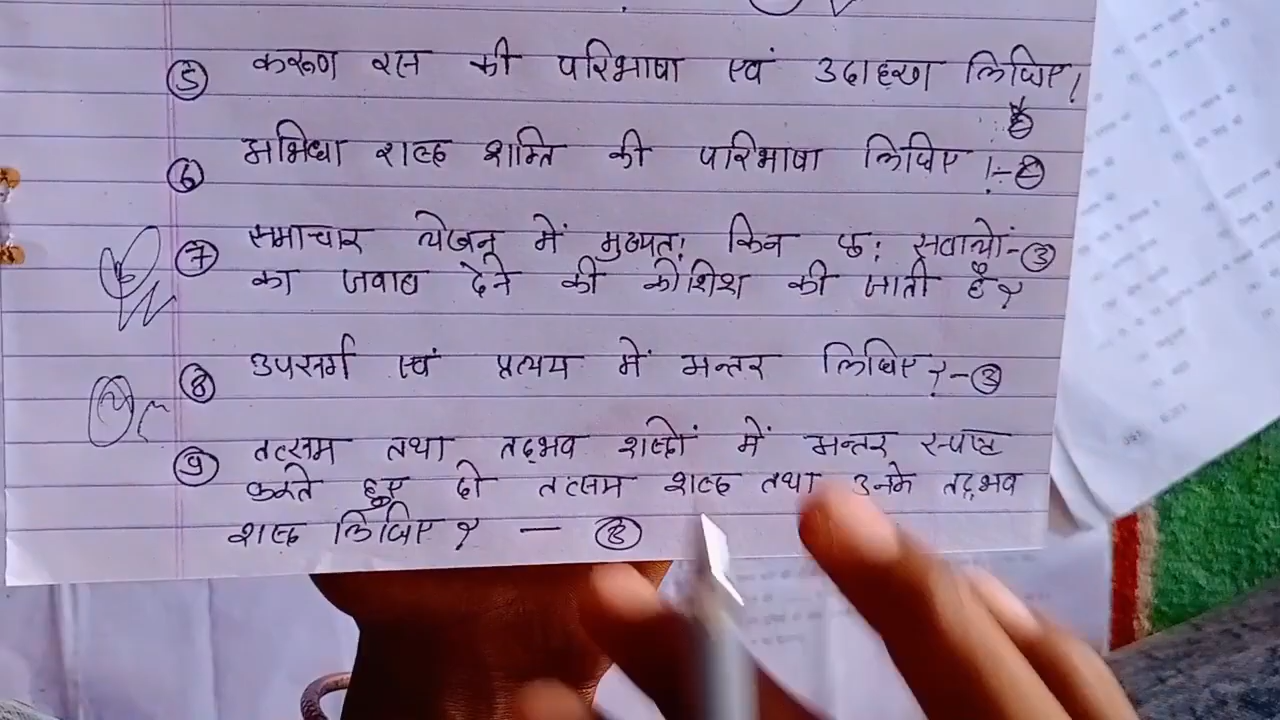 ⑤ करूण रस की परिभाषा एवं उदाहरण लिखिए।
⑥ अभिधा शब्द शक्ति की परिभाषा लिखिए।-②
⑦ समाचार लेखन में मुख्यतः किन छः सवालों-③
का जवाब देने की कोशिश की जाती है?
⑧ उपसर्ग एवं प्रत्यय में अन्तर लिखिए?-③
⑨ तत्सम तथा तद्भव शब्दों में अन्तर स्पष्ट
करते हुए दो तत्सम शब्द तथा उनके तद्भव
शब्द लिखिए? —